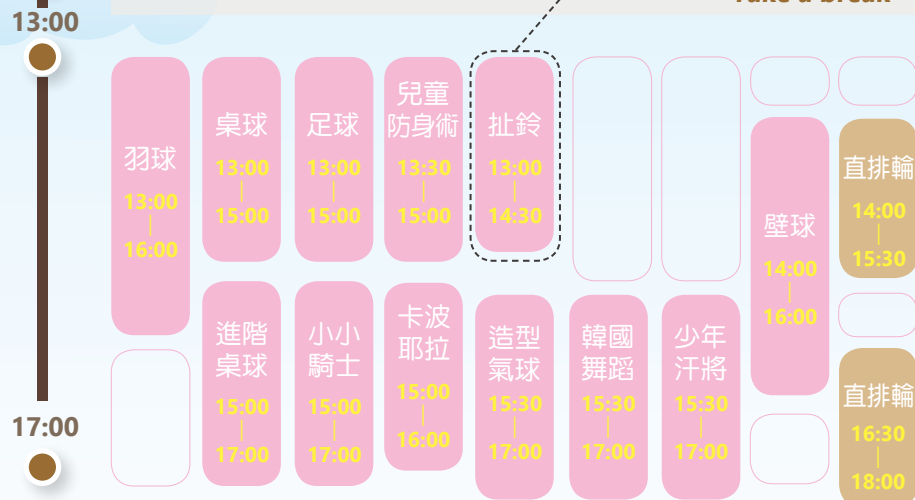 Take a break
13:00
羽球
13:00
|
16:00
桌球
13:00
|
15:00
足球
13:00
|
15:00
兒童
防身術
13:30
|
15:00
扯鈴
13:00
|
14:30
壁球
14:00
|
16:00
直排輪
14:00
|
15:30
進階
桌球
15:00
|
17:00
小小
騎士
15:00
|
17:00
卡波
耶拉
15:00
|
16:00
造型
氣球
15:30
|
17:00
韓國
舞蹈
15:30
|
17:00
少年
汗將
15:30
|
17:00
直排輪
16:30
|
18:00
17:00